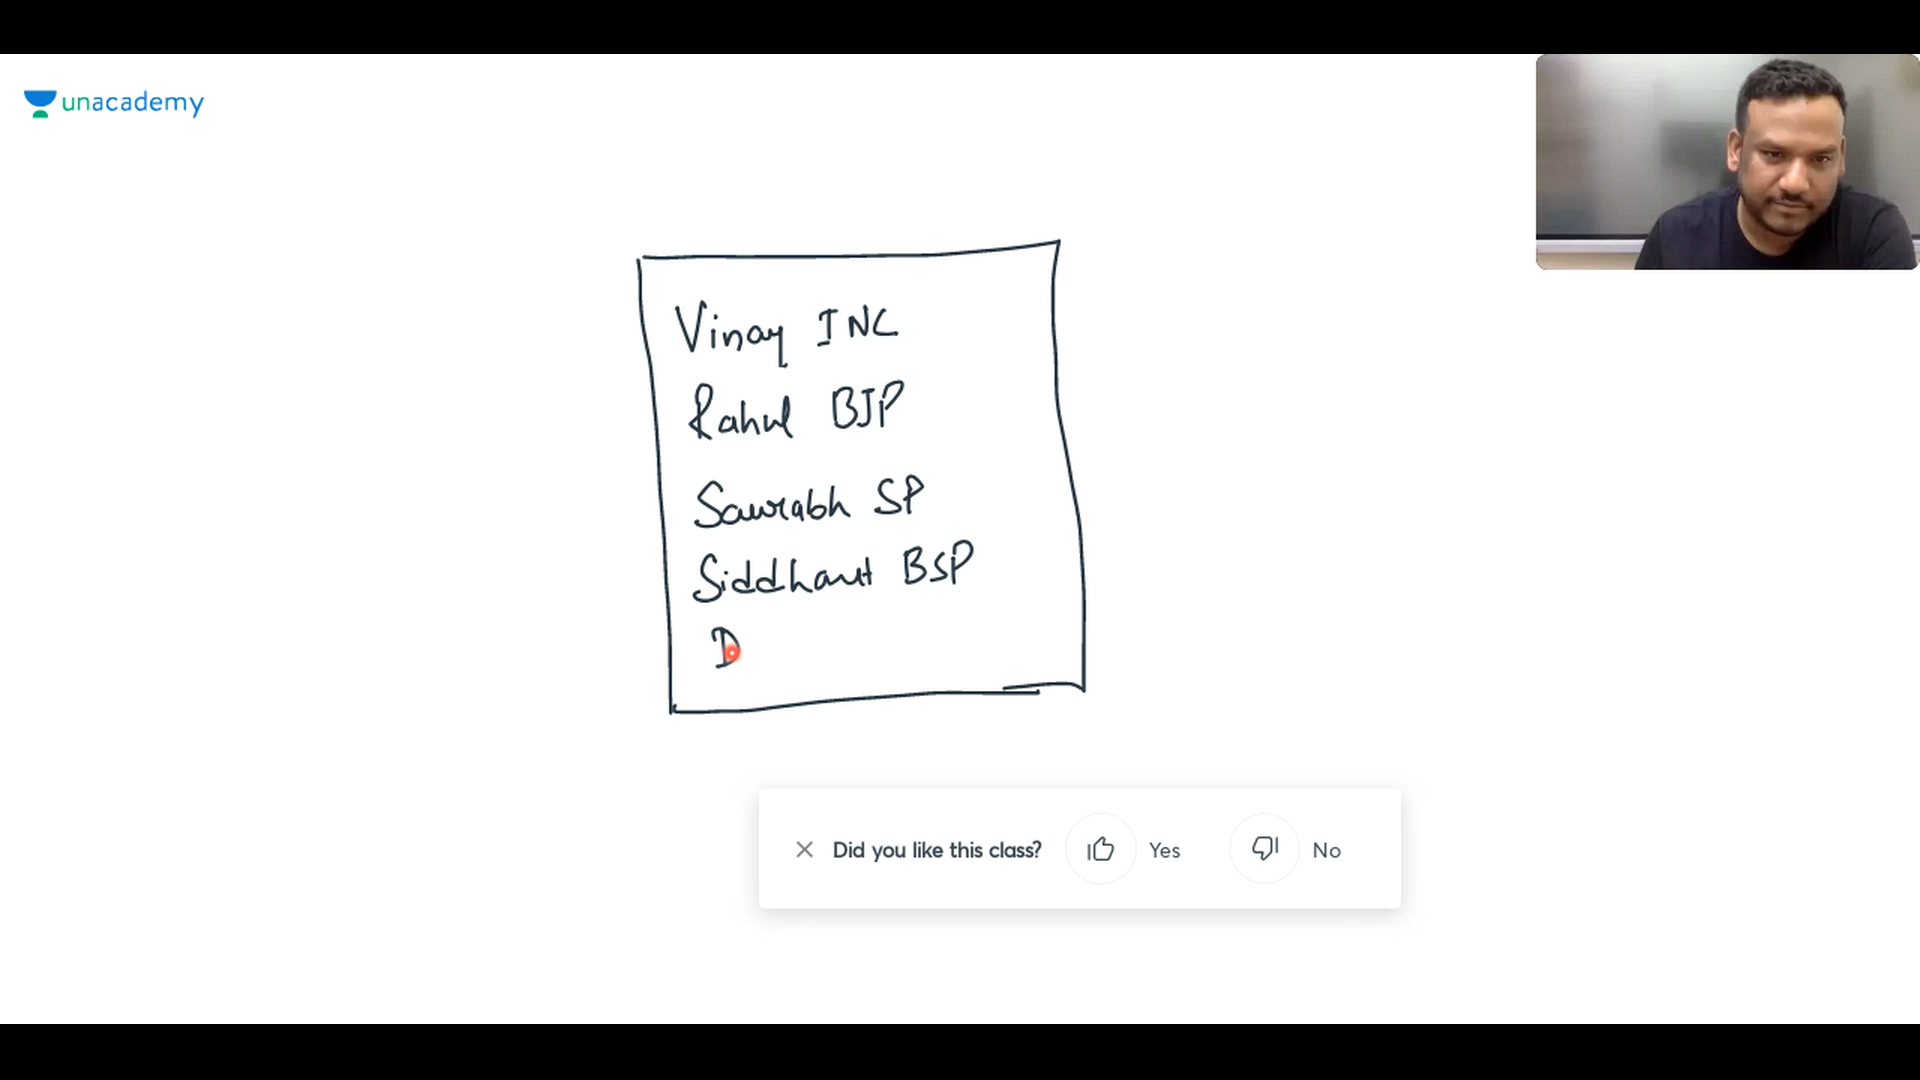 unacademy
Vinay INC
Rahul BJP
Saurabh SP
Siddhant BSP
D
Did you like this class? Yes No